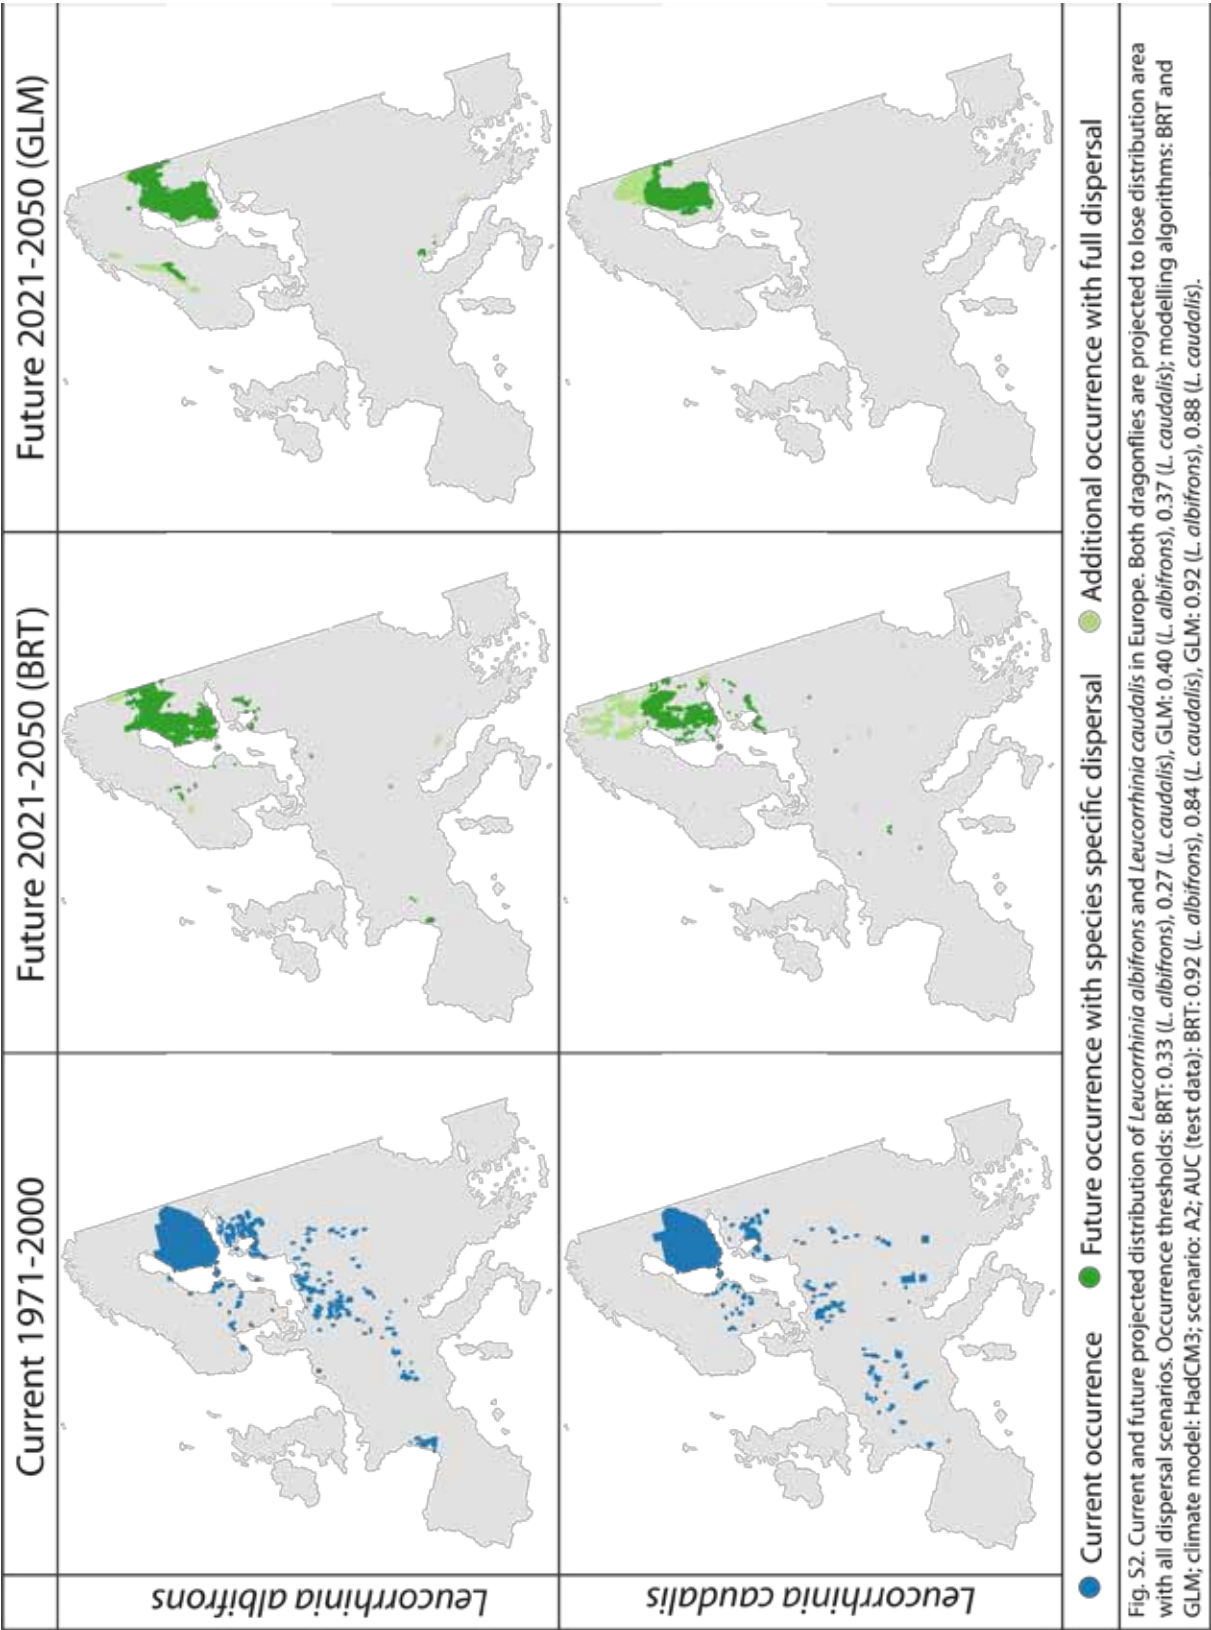 Current 1971-2000
Future 2021-2050 (BRT)
Future 2021-2050 (GLM)
Leucorrhinia albifrons
Leucorrhinia caudalis
Current occurrence
Future occurrence with species specific dispersal
Additional occurrence with full dispersal
Fig. S2. Current and future projected distribution of Leucorrhinia albifrons and Leucorrhinia caudalis in Europe. Both dragonflies are projected to lose distribution area
with all dispersal scenarios. Occurrence thresholds: BRT: 0.33 (L. albifrons), 0.27 (L. caudalis), GLM: 0.40 (L. albifrons), 0.37 (L. caudalis); modelling algorithms: BRT and
GLM; climate model: HadCM3; scenario: A2; AUC (test data): BRT: 0.92 (L. albifrons), 0.84 (L. caudalis), GLM: 0.92 (L. albifrons), 0.88 (L. caudalis).